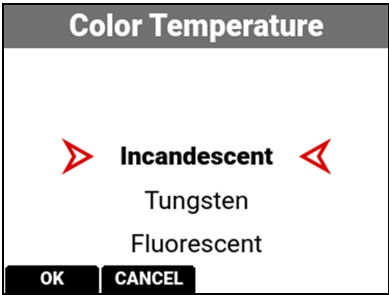 Color Temperature
Incandescent
Tungsten
Fluorescent
OK CANCEL